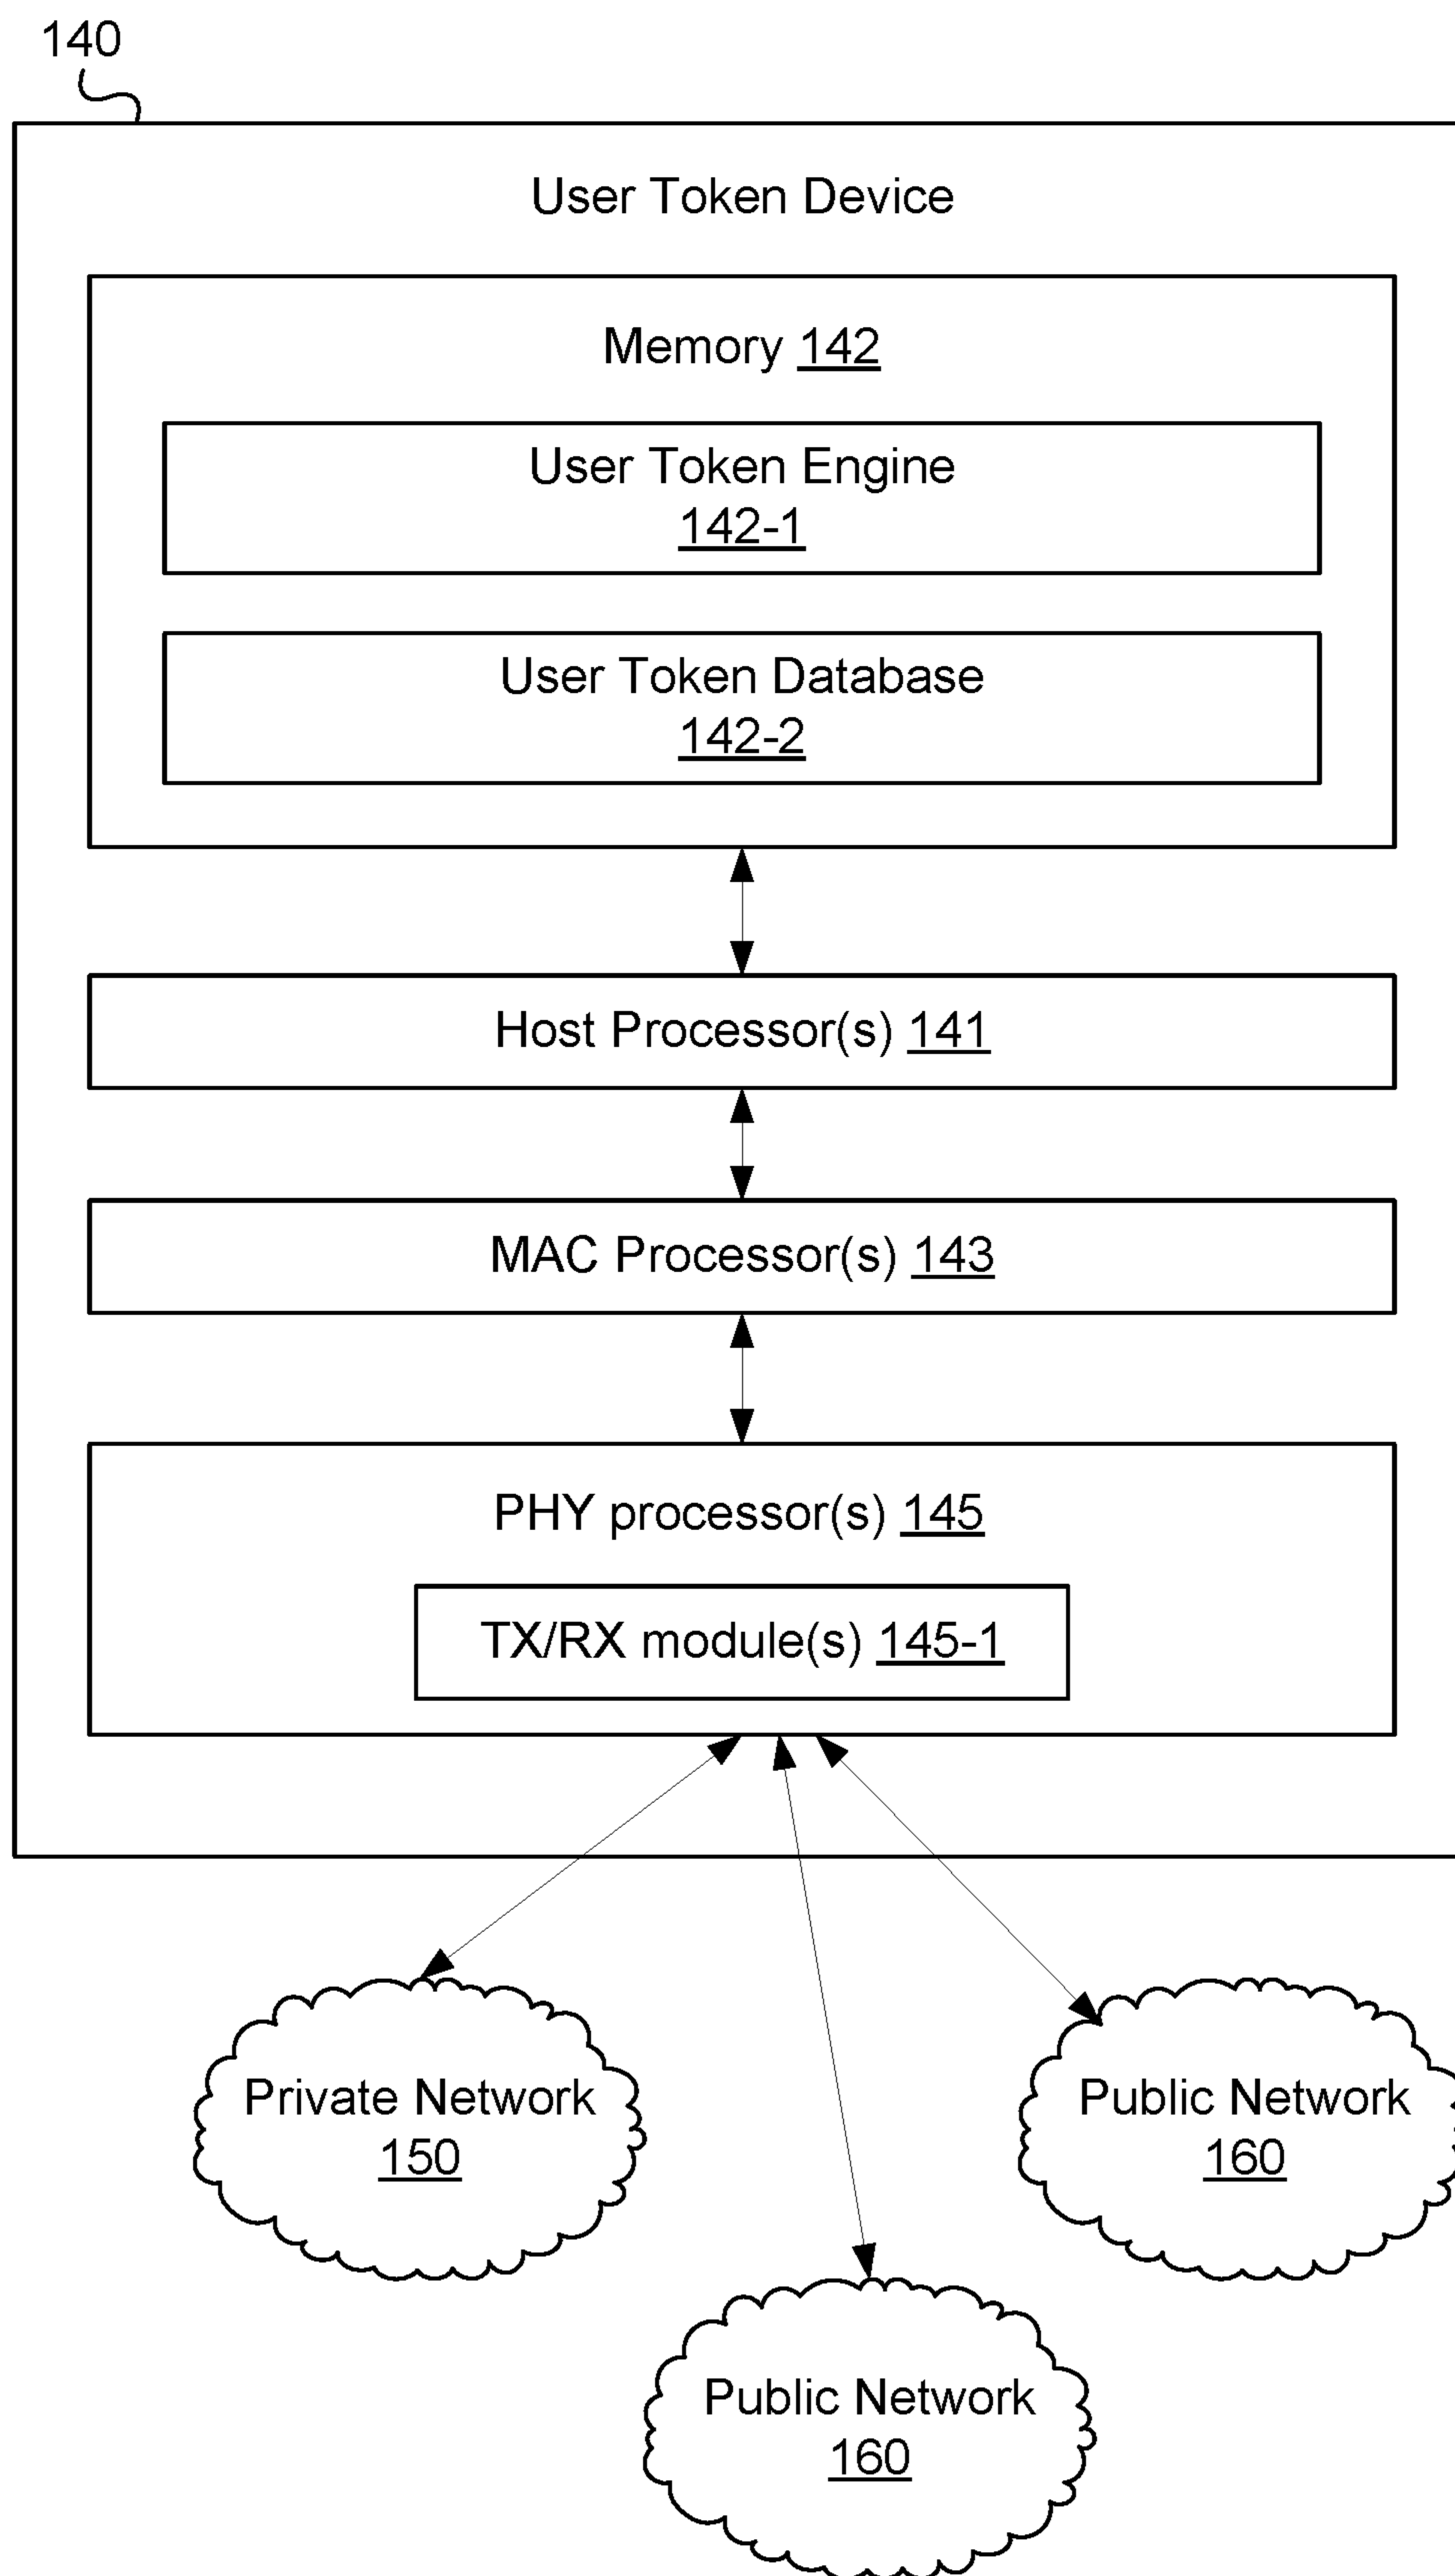 140
User Token Device
Memory 142
User Token Engine
142-1
User Token Database
142-2
Host Processor(s) 141
MAC Processor(s) 143
PHY processor(s) 145
TX/RX module(s) 145-1
Private Network
150
Public Network
160
Public Network
160